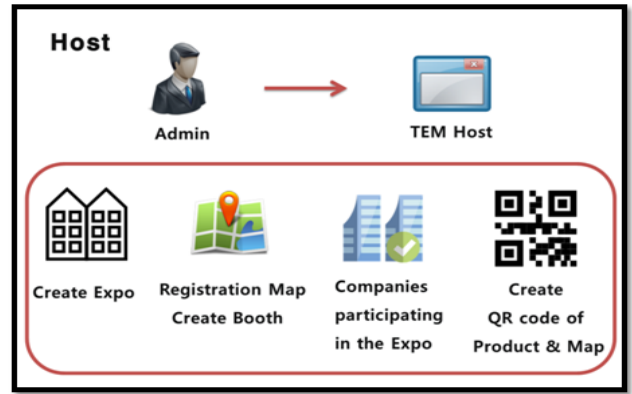 Host
Admin
TEM Host
Create Expo
Registration Map
Create Booth
Companies
participating
in the Expo
Create
QR code of
Product & Map